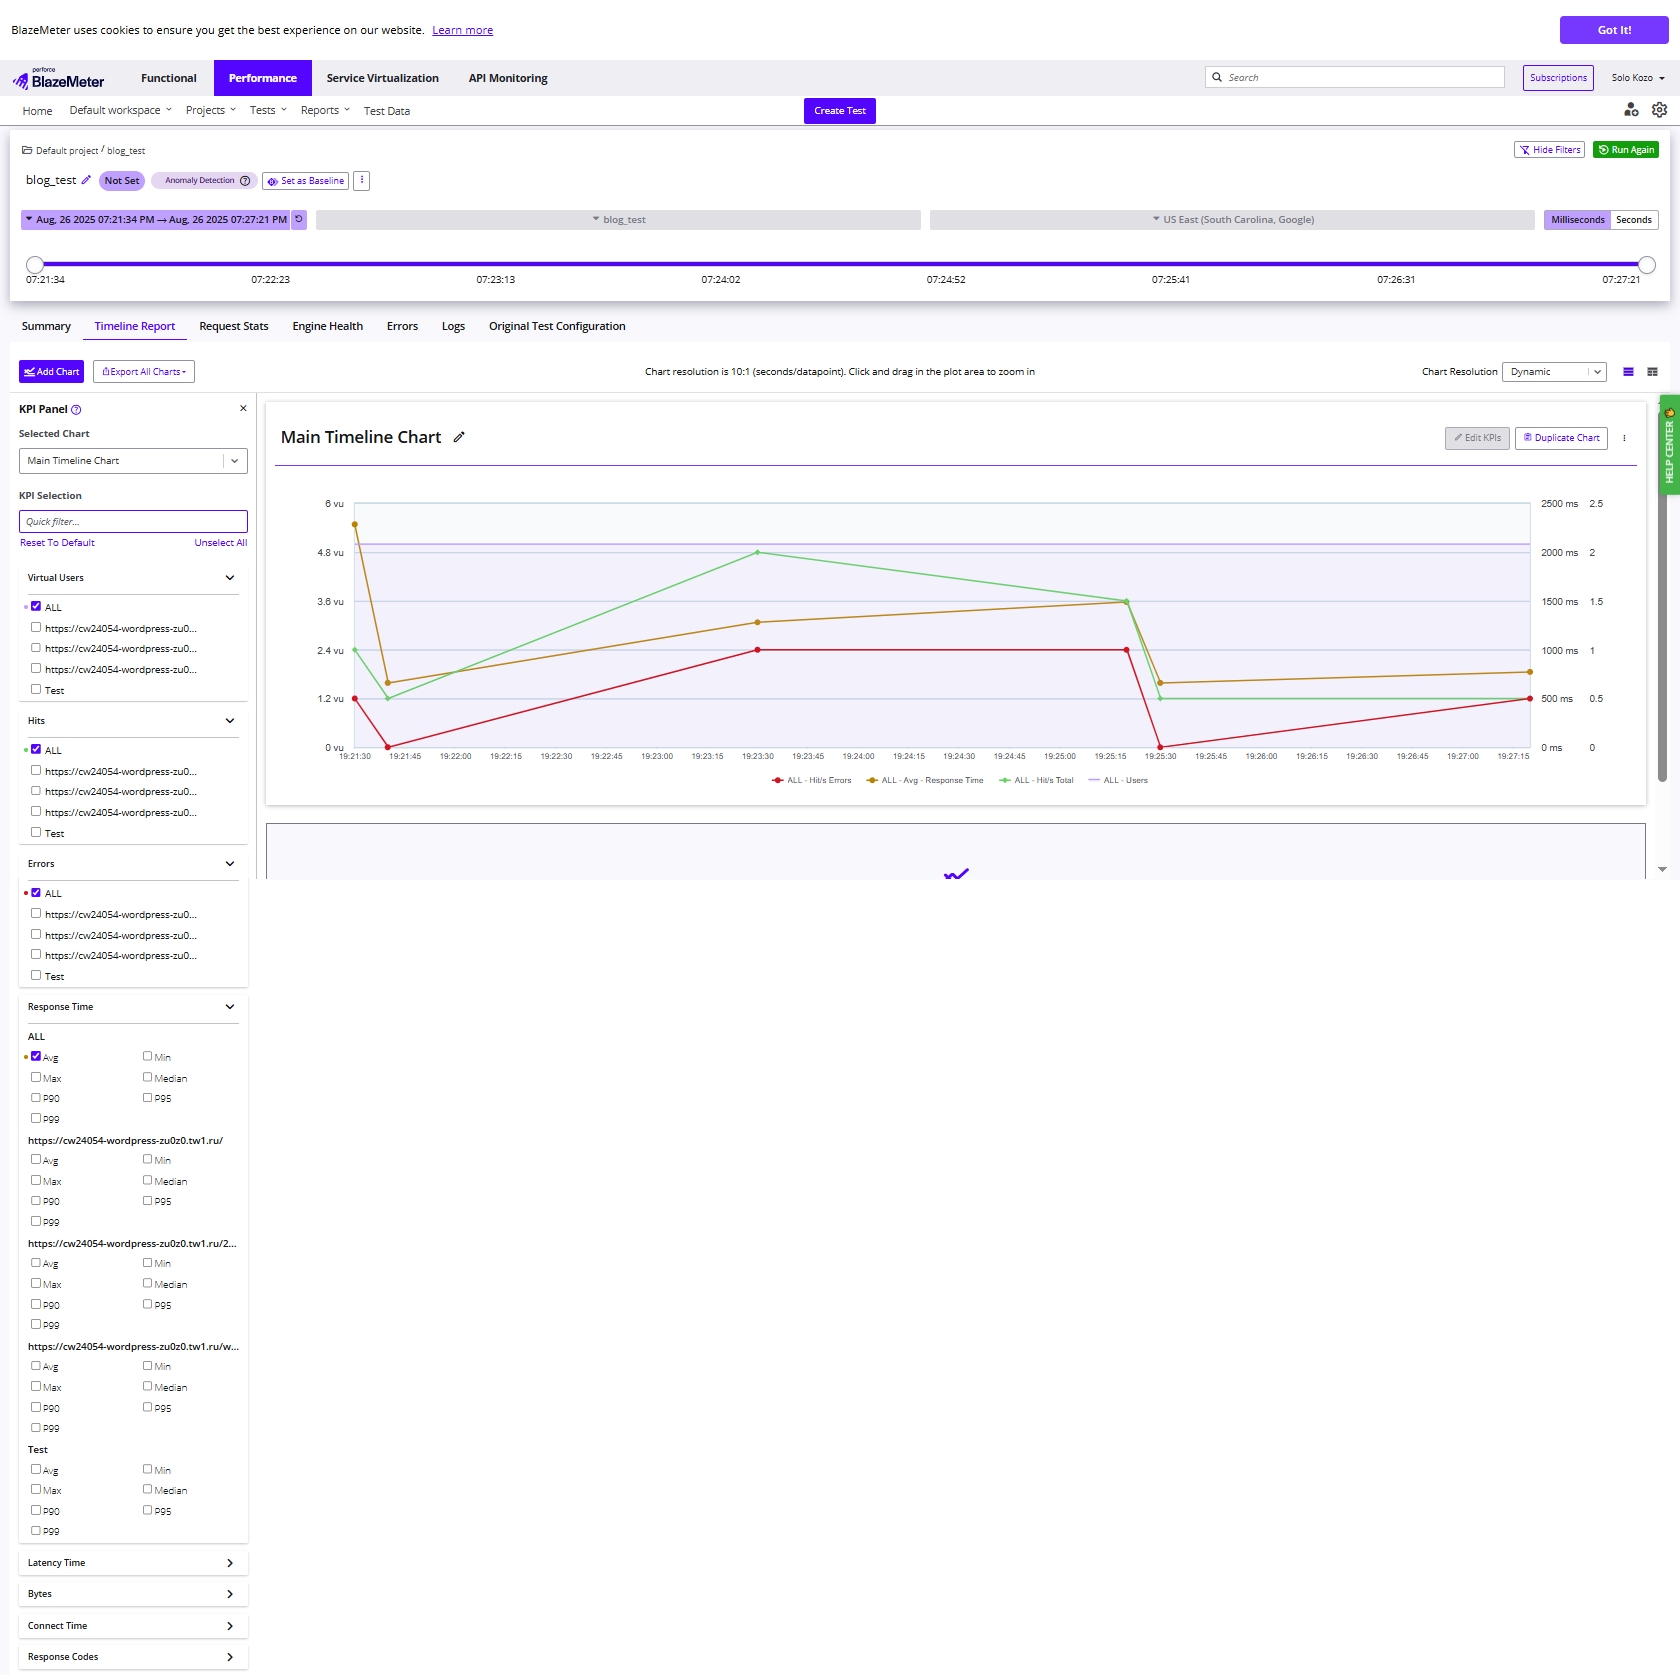 BlazeMeter uses cookies to ensure you get the best experience on our website. Learn more
Got It!
perforce
BlazeMeter
Functional
Performance
Service Virtualization
API Monitoring
Search
Subscriptions
Solo Kozo
Home
Default workspace
Projects
Tests
Reports
Test Data
Create Test
Default project / blog_test
Hide Filters
Run Again
blog_test
Not Set
Anomaly Detection
Set as Baseline
Aug, 26 2025 07:21:34 PM → Aug, 26 2025 07:27:21 PM
blog_test
US East (South Carolina, Google)
Milliseconds
Seconds
07:21:34
07:22:23
07:23:13
07:24:02
07:24:52
07:25:41
07:26:31
07:27:21
Summary
Timeline Report
Request Stats
Engine Health
Errors
Logs
Original Test Configuration
Add Chart
Export All Charts
Chart resolution is 10:1 (seconds/datapoint). Click and drag in the plot area to zoom in
Chart Resolution
Dynamic
KPI Panel
Selected Chart
Main Timeline Chart
KPI Selection
Quick filter...
Reset To Default
Unselect All
Virtual Users
ALL
https://cw24054-wordpress-zu0...
https://cw24054-wordpress-zu0...
https://cw24054-wordpress-zu0...
Test
Hits
ALL
https://cw24054-wordpress-zu0...
https://cw24054-wordpress-zu0...
https://cw24054-wordpress-zu0...
Test
Errors
ALL
https://cw24054-wordpress-zu0...
https://cw24054-wordpress-zu0...
https://cw24054-wordpress-zu0...
Test
Response Time
ALL
Avg
Min
Max
Median
P90
P95
P99
https://cw24054-wordpress-zu0z0.tw1.ru/
Avg
Min
Max
Median
P90
P95
P99
https://cw24054-wordpress-zu0z0.tw1.ru/2...
Avg
Min
Max
Median
P90
P95
P99
https://cw24054-wordpress-zu0z0.tw1.ru/w...
Avg
Min
Max
Median
P90
P95
P99
Test
Avg
Min
Max
Median
P90
P95
P99
Latency Time
Bytes
Connect Time
Response Codes
Main Timeline Chart
Edit KPIs
Duplicate Chart
HELP CENTER
6 vu
2500 ms
2.5
4.8 vu
2000 ms
2
3.6 vu
1500 ms
1.5
2.4 vu
1000 ms
1
1.2 vu
500 ms
0.5
0 vu
0 ms
0
19:21:30
19:21:45
19:22:00
19:22:15
19:22:30
19:22:45
19:23:00
19:23:15
19:23:30
19:23:45
19:24:00
19:24:15
19:24:30
19:24:45
19:25:00
19:25:15
19:25:30
19:25:45
19:26:00
19:26:15
19:26:30
19:26:45
19:27:00
19:27:15
ALL - Hit/s Errors
ALL - Avg - Response Time
ALL - Hit/s Total
ALL - Users